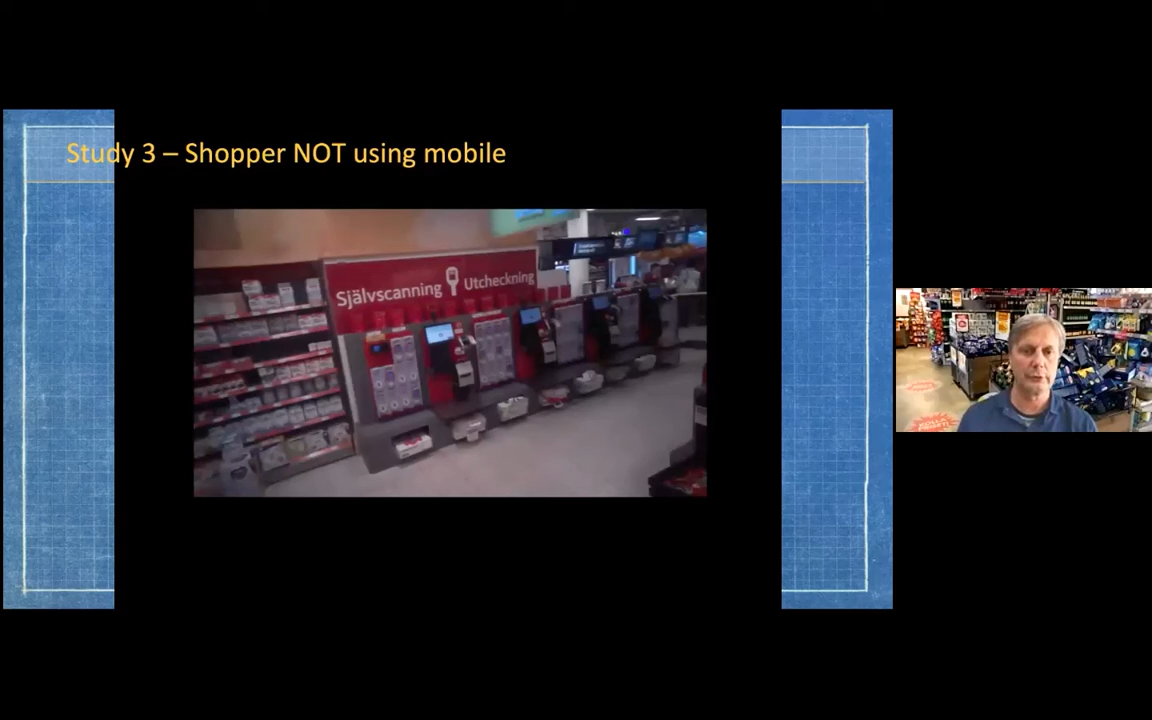 Study 3 – Shopper NOT using mobile
Självscanning Utcheckning